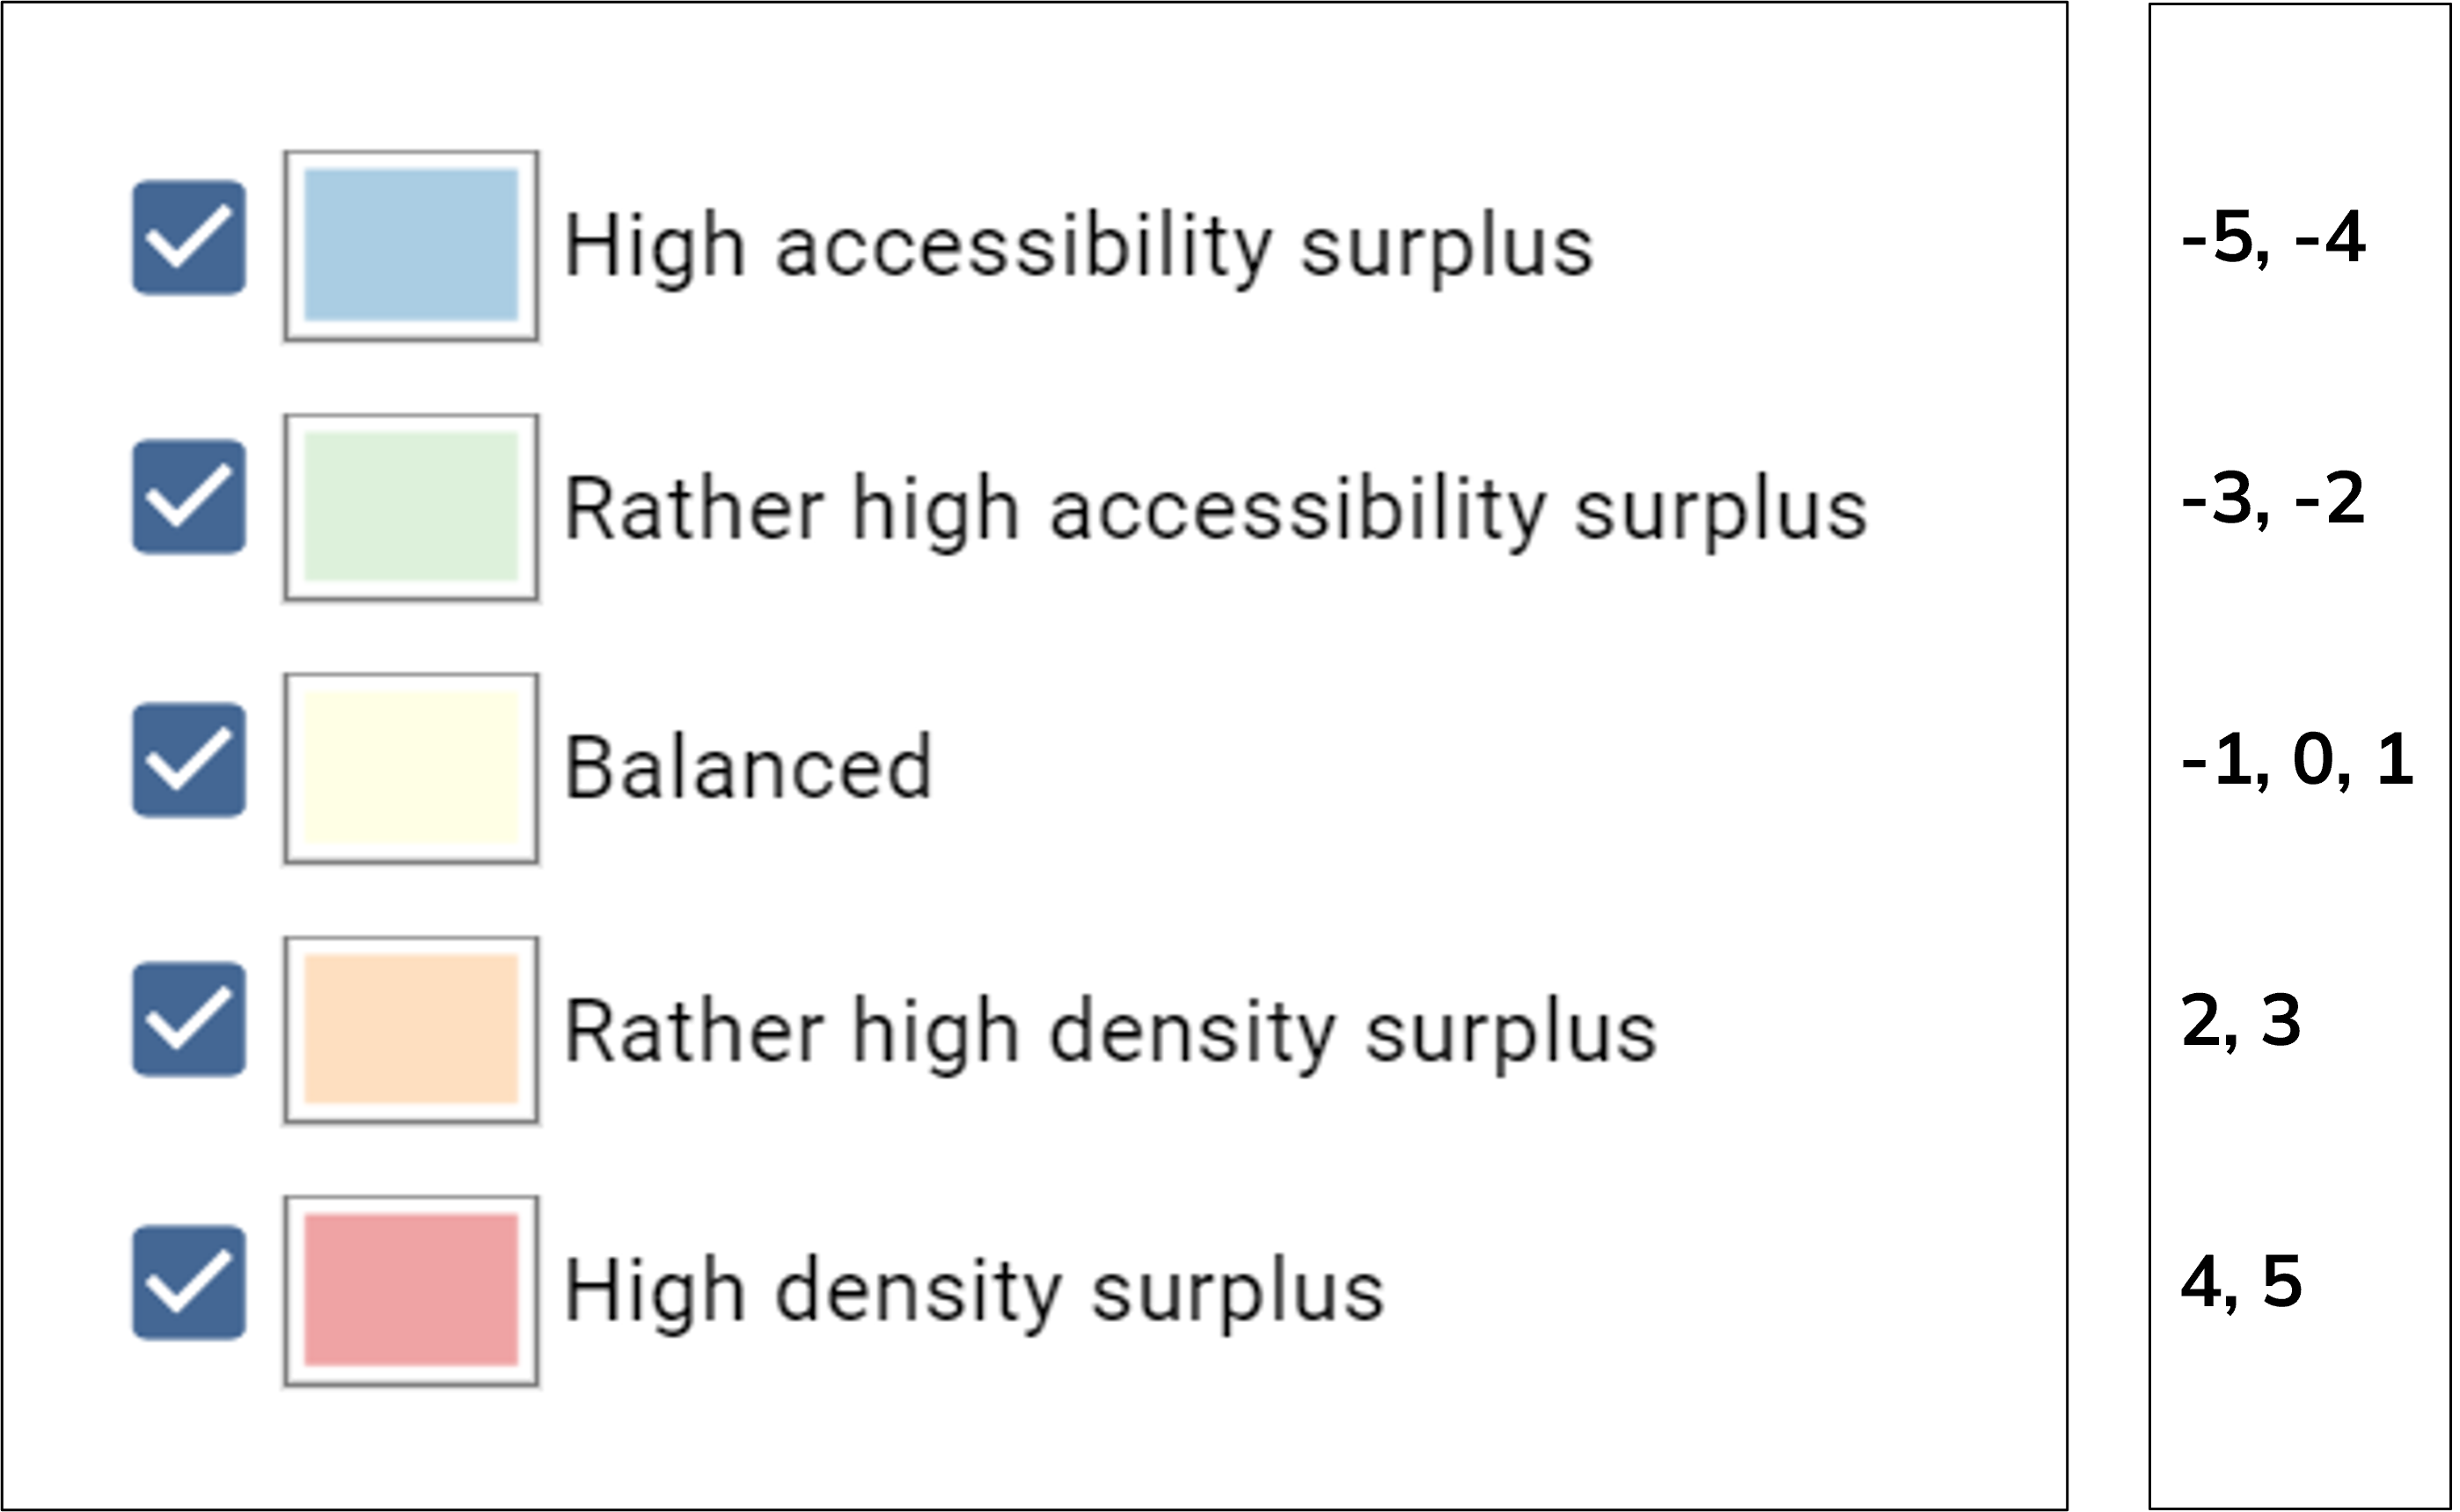 High accessibility surplus -5, -4
Rather high accessibility surplus -3, -2
Balanced -1, 0, 1
Rather high density surplus 2, 3
High density surplus 4, 5